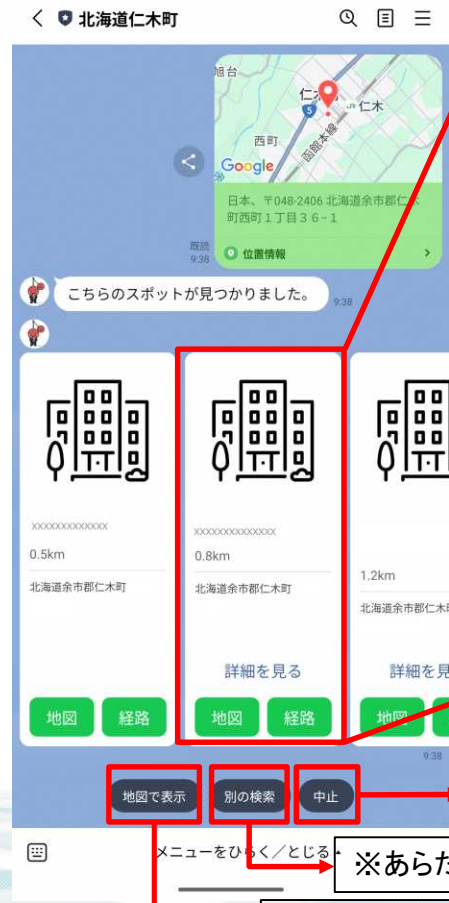 北海道仁木町
旭台
5
JR 仁木
西町
函館本線
Google
日本、〒048-2406 北海道余市郡仁木
町西町1丁目36-1
既読
9:38
位置情報
こちらのスポットが見つかりました。
9:38
xxxxxxxxxxxxx
0.5km
北海道余市郡仁木町
地図 経路
xxxxxxxxxxxxxx
0.8km
北海道余市郡仁木町
詳細を見る
地図 経路
1.2km
北海道余市郡仁木
詳細を見
地図
9:38
地図で表示 別の検索 中止
メニューをひらく/とじる
※あらた